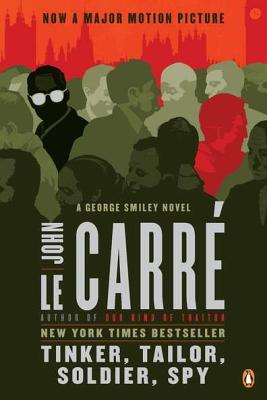 NOW A MAJOR MOTION PICTURE
A GEORGE SMILEY NOVEL
JOHN
LE CARRÉ
AUTHOR OF OUR KIND OF TRAITOR
NEW YORK TIMES BESTSELLER
TINKER, TAILOR,
SOLDIER, SPY